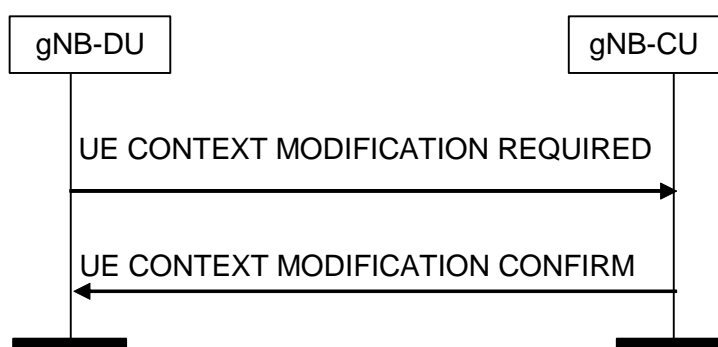 gNB-DU
gNB-CU
UE CONTEXT MODIFICATION REQUIRED
UE CONTEXT MODIFICATION CONFIRM